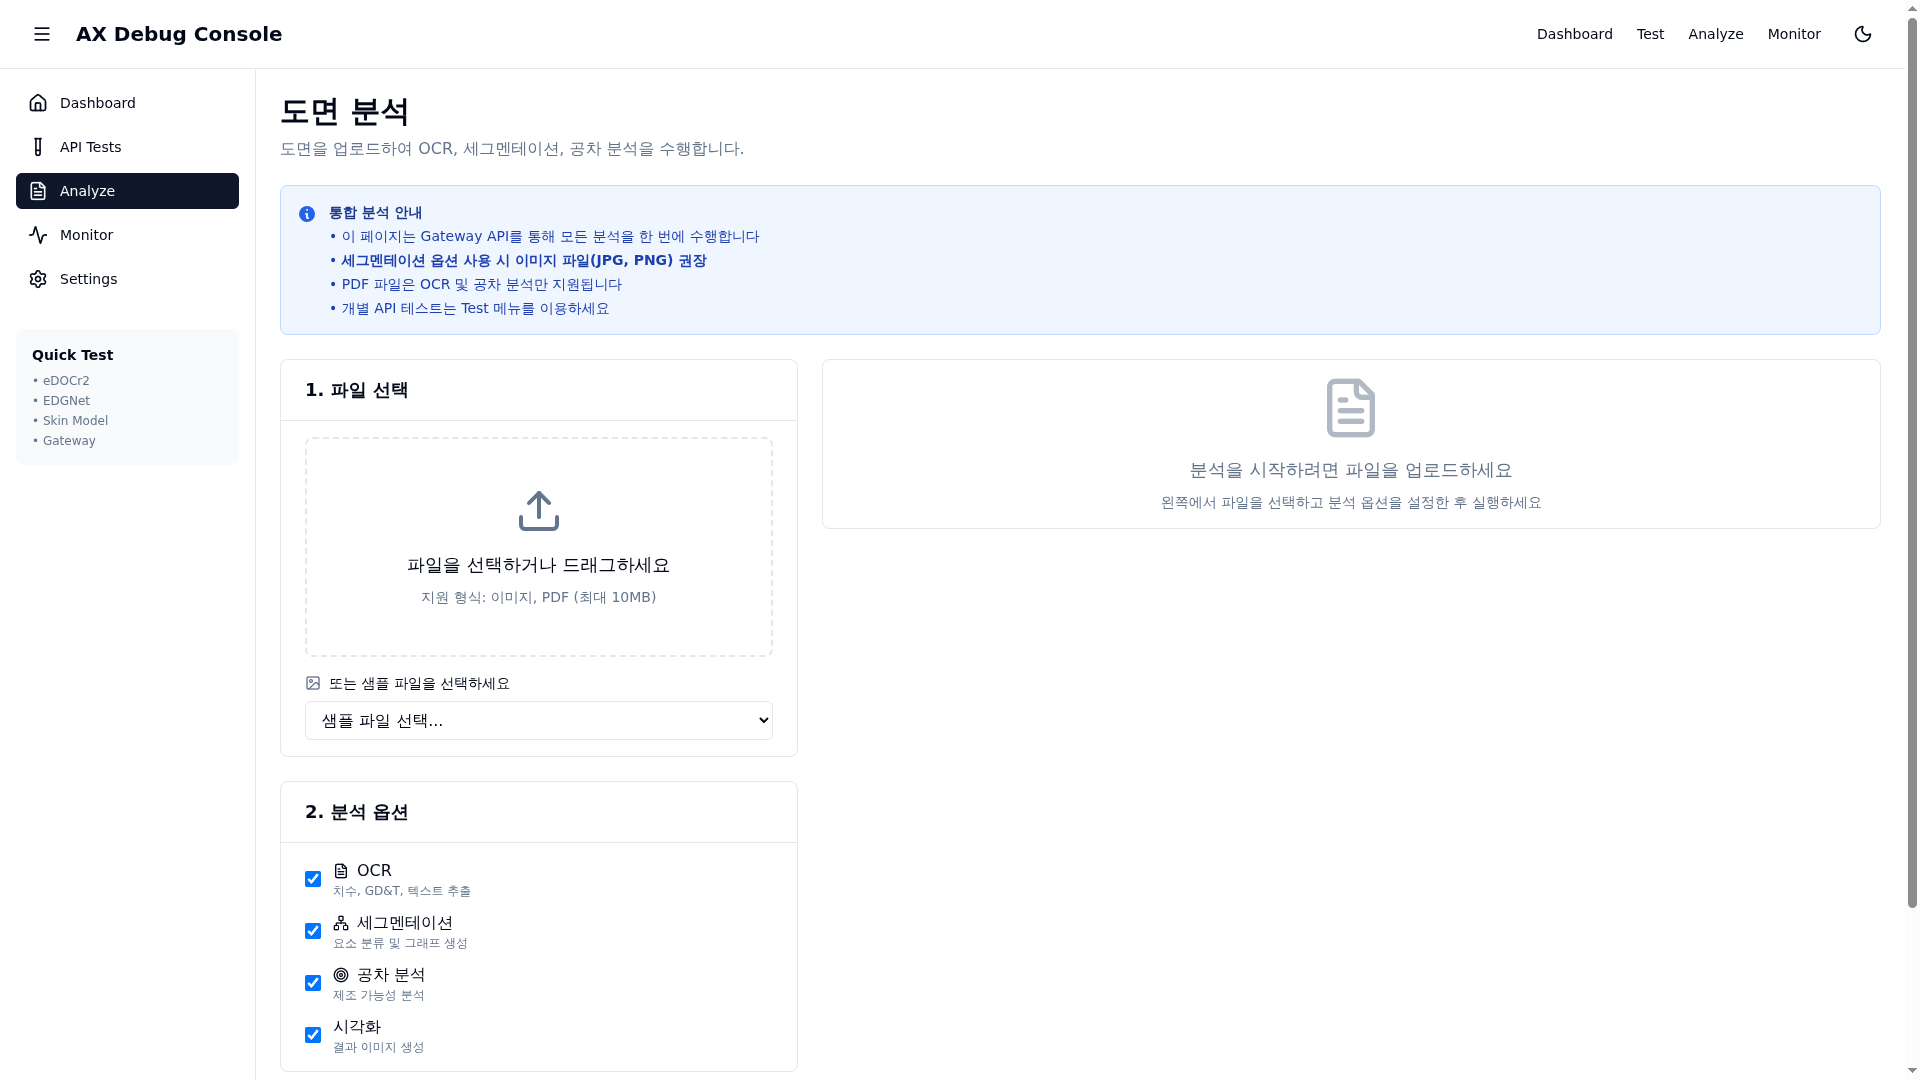 AX Debug Console
Dashboard Test Analyze Monitor
Dashboard
API Tests
Analyze
Monitor
Settings
Quick Test
• eDOCr2
• EDGNet
• Skin Model
• Gateway
도면 분석
도면을 업로드하여 OCR, 세그멘테이션, 공차 분석을 수행합니다.
통합 분석 안내
• 이 페이지는 Gateway API를 통해 모든 분석을 한 번에 수행합니다
• 세그멘테이션 옵션 사용 시 이미지 파일(JPG, PNG) 권장
• PDF 파일은 OCR 및 공차 분석만 지원됩니다
• 개별 API 테스트는 Test 메뉴를 이용하세요
1. 파일 선택
파일을 선택하거나 드래그하세요
지원 형식: 이미지, PDF (최대 10MB)
또는 샘플 파일을 선택하세요
샘플 파일 선택...
분석을 시작하려면 파일을 업로드하세요
왼쪽에서 파일을 선택하고 분석 옵션을 설정한 후 실행하세요
2. 분석 옵션
OCR
치수, GD&T, 텍스트 추출
세그멘테이션
요소 분류 및 그래프 생성
공차 분석
제조 가능성 분석
시각화
결과 이미지 생성